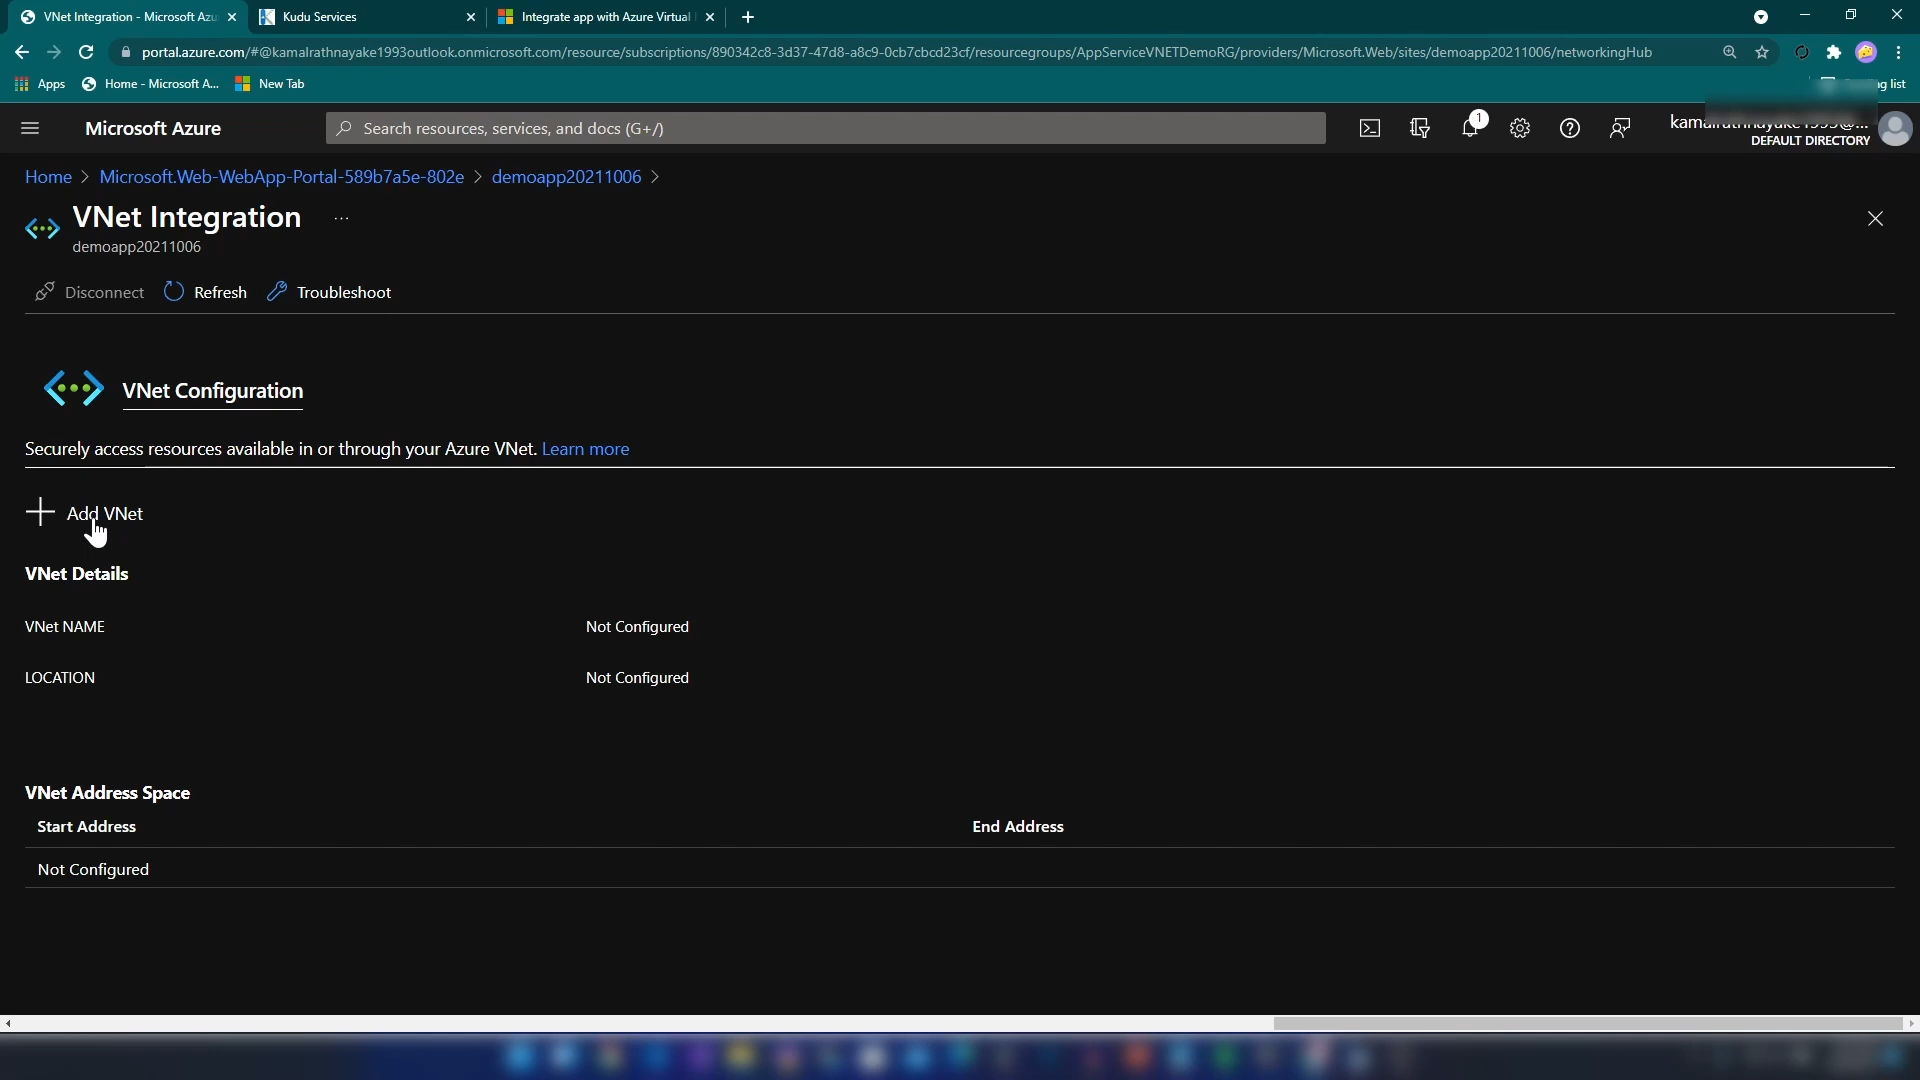 VNet Integration - Microsoft Azu
Kudu Services
Integrate app with Azure Virtual
portal.azure.com/#@kamalrathnayake1993outlook.onmicrosoft.com/resource/subscriptions/890342c8-3d37-47d8-a8c9-0cb7cbcd23cf/resourcegroups/AppServiceVNETDemoRG/providers/Microsoft.Web/sites/demoapp20211006/networkingHub
Apps
Home - Microsoft A...
New Tab
list
Microsoft Azure
Search resources, services, and docs (G+/)
1
DEFAULT DIRECTORY
Home > Microsoft.Web-WebApp-Portal-589b7a5e-802e > demoapp20211006 >
VNet Integration ...
demoapp20211006
Disconnect
Refresh
Troubleshoot
VNet Configuration
Securely access resources available in or through your Azure VNet. Learn more
Add VNet
VNet Details
VNet NAME
Not Configured
LOCATION
Not Configured
VNet Address Space
Start Address
End Address
Not Configured